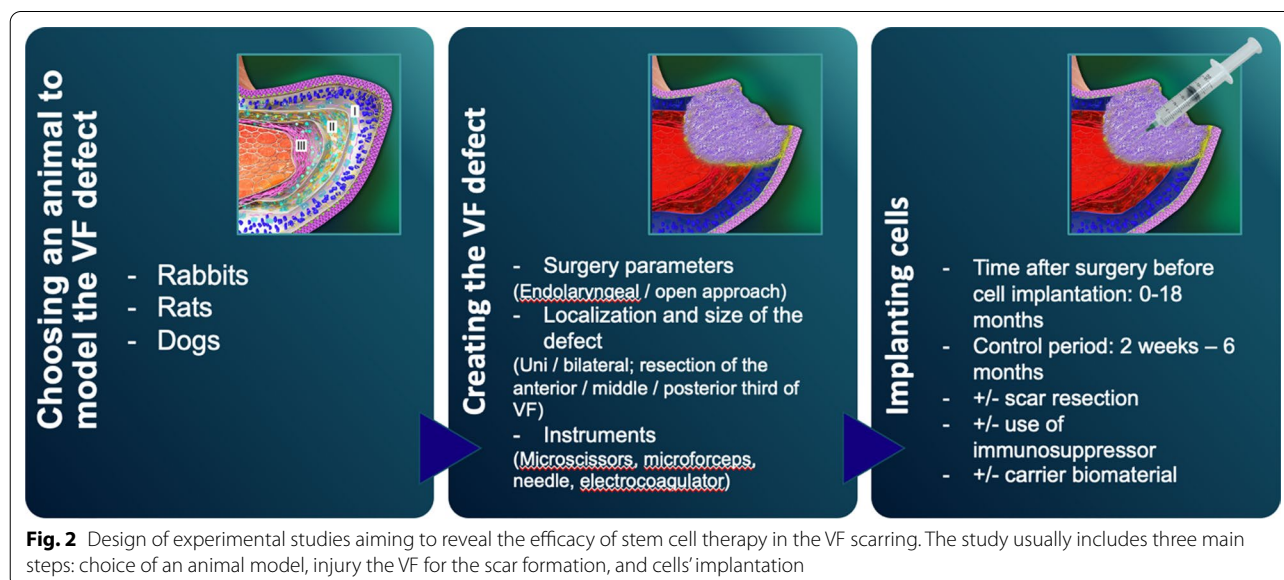 Choosing an animal to
model the VF defect
I
II
III
- Rabbits
- Rats
- Dogs
Creating the VF defect
- Surgery parameters
(Endolaryngeal / open approach)
- Localization and size of the
defect
(Uni / bilateral; resection of the
anterior / middle / posterior third of
VF)
- Instruments
(Microscissors, microforceps,
needle, electrocoagulator)
Implanting cells
- Time after surgery before
cell implantation: 0-18
months
- Control period: 2 weeks – 6
months
- +/- scar resection
- +/- use of
immunosuppressor
- +/- carrier biomaterial
Fig. 2 Design of experimental studies aiming to reveal the efficacy of stem cell therapy in the VF scarring. The study usually includes three main
steps: choice of an animal model, injury the VF for the scar formation, and cells’ implantation